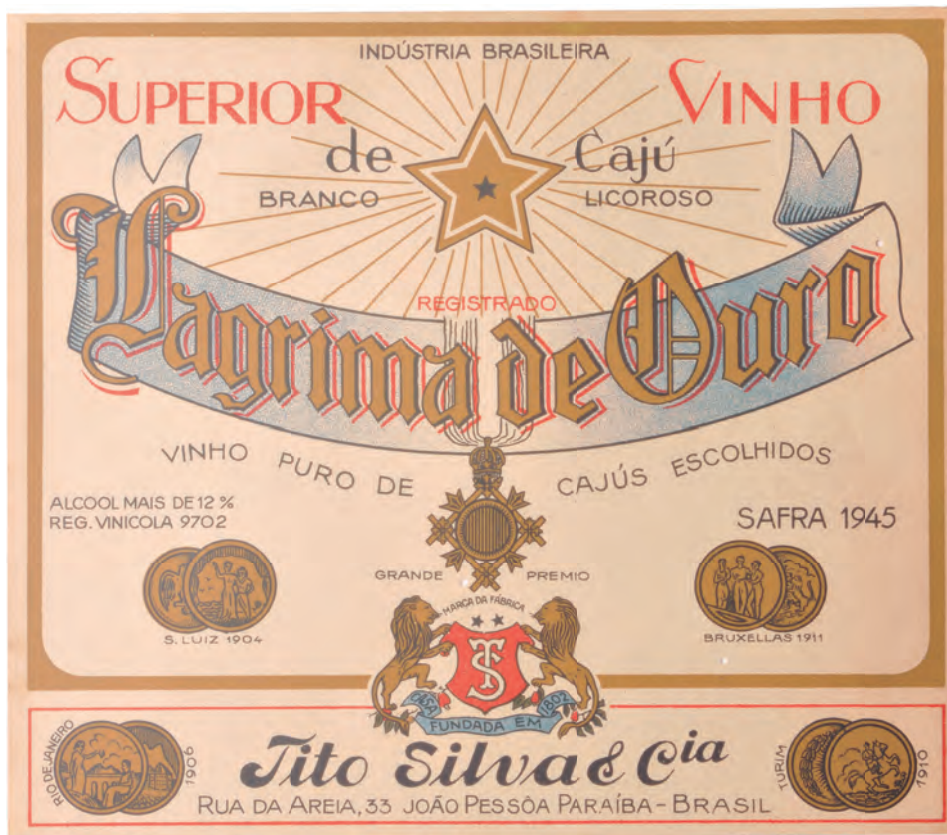 INDÚSTRIA BRASILEIRA
SUPERIOR VINHO
de Cajú
BRANCO LICOROSO
REGISTRADO
Lagrima de Ouro
VINHO PURO DE CAJÚS ESCOLHIDOS
ALCOOL MAIS DE 12 %
REG. VINICOLA 9702
SAFRA 1945
GRANDE PREMIO
S. LUIZ 1904
BRUXELLAS 1911
MARCA DA FÁBRICA
TS
CASA FUNDADA EM
RIO DE JANEIRO 1906
Tito Silva & Cia
RUA DA AREIA, 33 JOÃO PESSÔA PARAÍBA - BRASIL
TURIM 1910